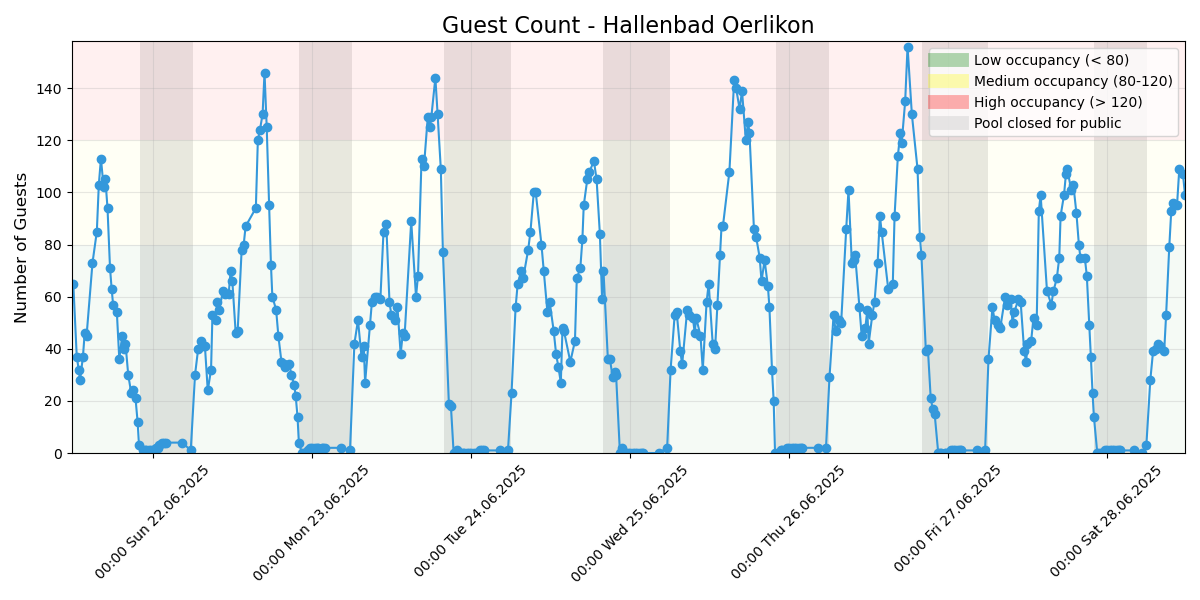 Guest Count - Hallenbad Oerlikon
Low occupancy (< 80)
Medium occupancy (80-120)
High occupancy (> 120)
Pool closed for public
Number of Guests
140
120
100
80
60
40
20
0
00:00 Sun 22.06.2025
00:00 Mon 23.06.2025
00:00 Tue 24.06.2025
00:00 Wed 25.06.2025
00:00 Thu 26.06.2025
00:00 Fri 27.06.2025
00:00 Sat 28.06.2025